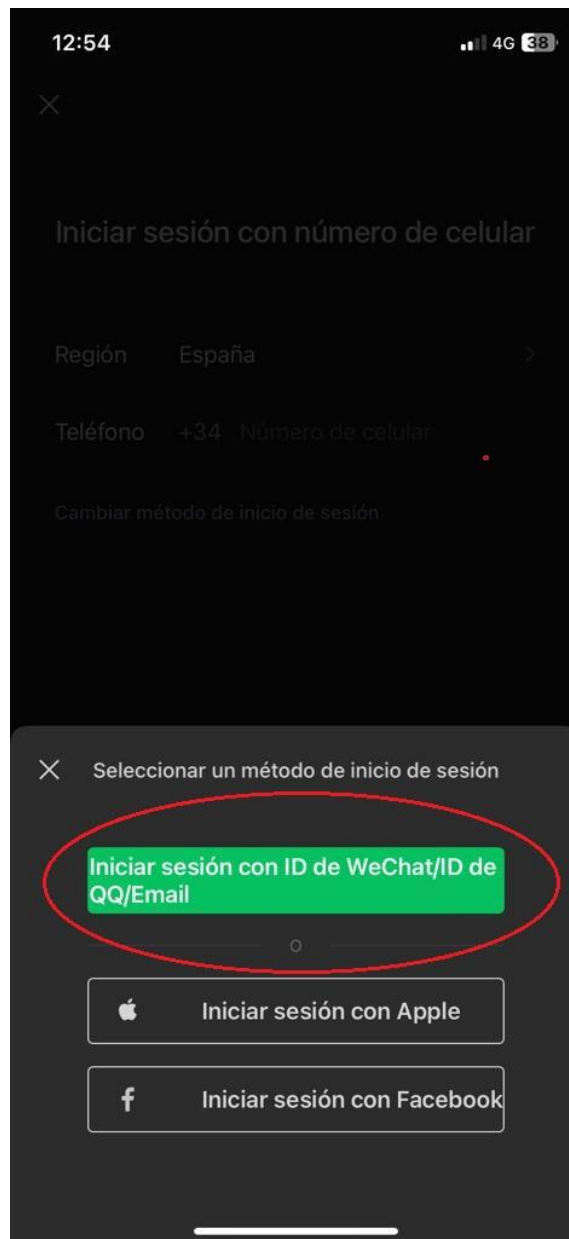 12:54
4G 38
Iniciar sesión con número de celular
Región España
Teléfono +34 Número de celular
Cambiar método de inicio de sesión
Seleccionar un método de inicio de sesión
Iniciar sesión con ID de WeChat/ID de
QQ/Email
o
Iniciar sesión con Apple
Iniciar sesión con Facebook